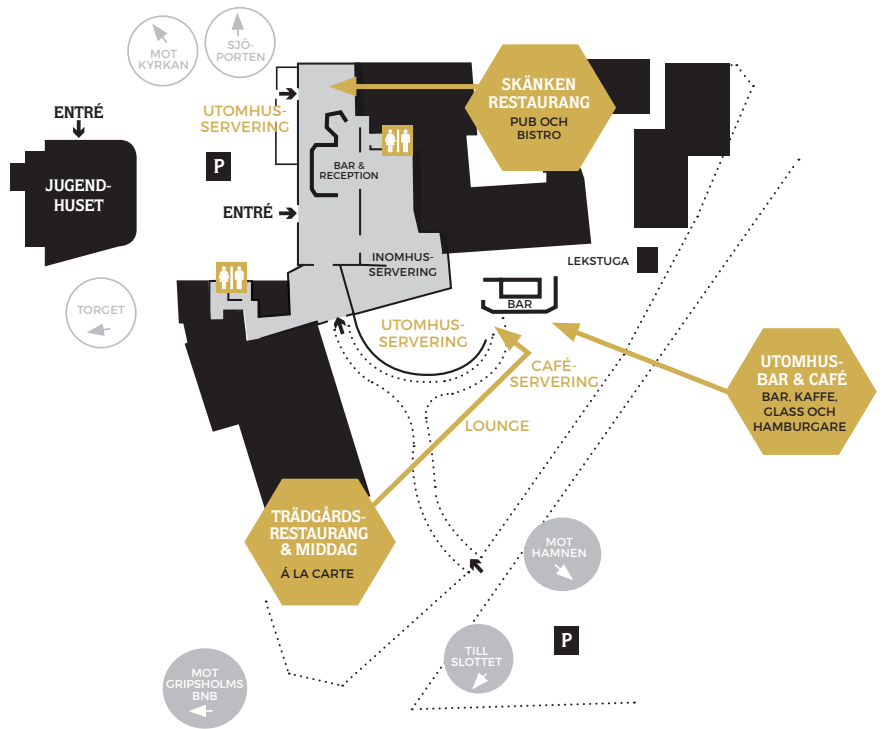 MOT
KYRKAN
SJÖ-
PORTEN
SKÄNKEN
RESTAURANG
PUB OCH
BISTRO
UTOMHUS-
SERVERING
ENTRÉ
P
BAR &
RECEPTION
JUGEND-
HUSET
ENTRÉ
INOMHUS-
SERVERING
LEKSTUGA
BAR
TORGET
UTOMHUS-
SERVERING
CAFÉ-
SERVERING
UTOMHUS-
BAR & CAFÉ
BAR, KAFFE,
GLASS OCH
HAMBURGARE
LOUNGE
TRÄDGÅRDS-
RESTAURANG
& MIDDAG
Á LA CARTE
MOT
HAMNEN
P
TILL
SLOTTET
MOT
GRIPSHOLMS
BNB